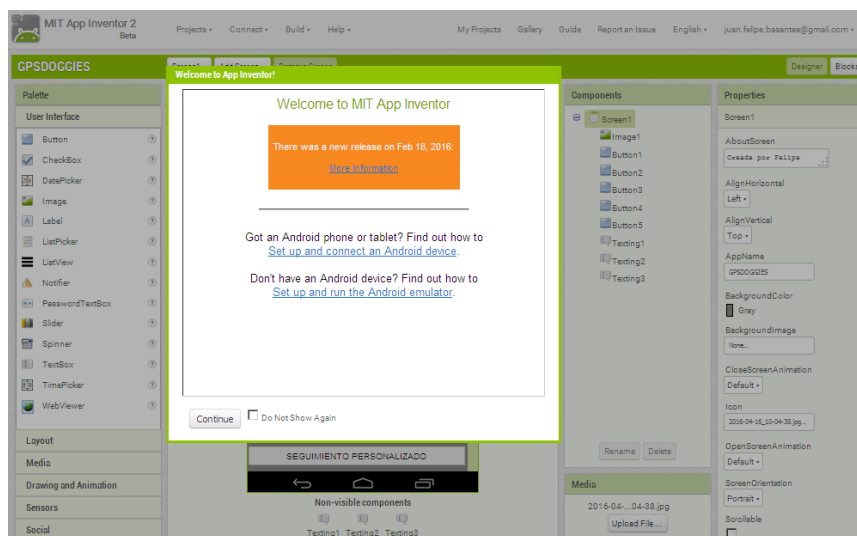 MIT App Inventor 2
Beta
Projects Connect Build Help My Projects Gallery Guide Report an Issue English juan.felipe.basantes@gmail.com
GPSDOGGIES
Screen1 Add Screen Remove Screen Designer Blocks
Welcome to App Inventor!
Welcome to MIT App Inventor
There was a new release on Feb 18, 2016:
More information
Got an Android phone or tablet? Find out how to
Set up and connect an Android device.
Don't have an Android device? Find out how to
Set up and run the Android emulator.
Continue Do Not Show Again
Palette
User Interface
Button
CheckBox
DatePicker
Image
Label
ListPicker
ListView
Notifier
PasswordTextBox
Slider
Spinner
TextBox
TimePicker
WebViewer
Layout
Media
Drawing and Animation
Sensors
Social
SEGUIMIENTO PERSONALIZADO
Non-visible components
Texting1 Texting2 Texting3
Components
Screen1
Image1
Button1
Button2
Button3
Button4
Button5
Texting1
Texting2
Texting3
Rename Delete
Media
2016-04-...04-38.jpg
Upload File ...
Properties
Screen1
AboutScreen
Creada por Felipe
AlignHorizontal
Left
AlignVertical
Top
AppName
GPSDOGGIES
BackgroundColor
Gray
BackgroundImage
None...
CloseScreenAnimation
Default
Icon
2016-04-16_10-04-38.jpg...
OpenScreenAnimation
Default
ScreenOrientation
Portrait
Scrollable